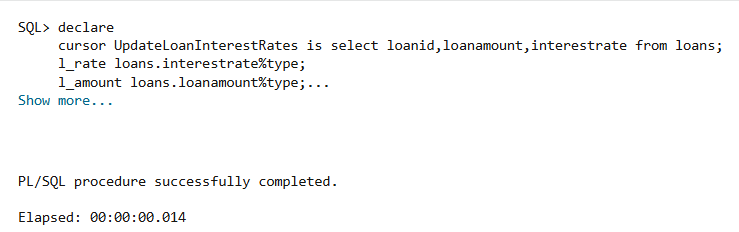 SQL> declare
cursor UpdateLoanInterestRates is select loanid,loanamount,interestrate from loans;
l_rate loans.interestrate%type;
l_amount loans.loanamount%type;...
Show more...
PL/SQL procedure successfully completed.
Elapsed: 00:00:00.014